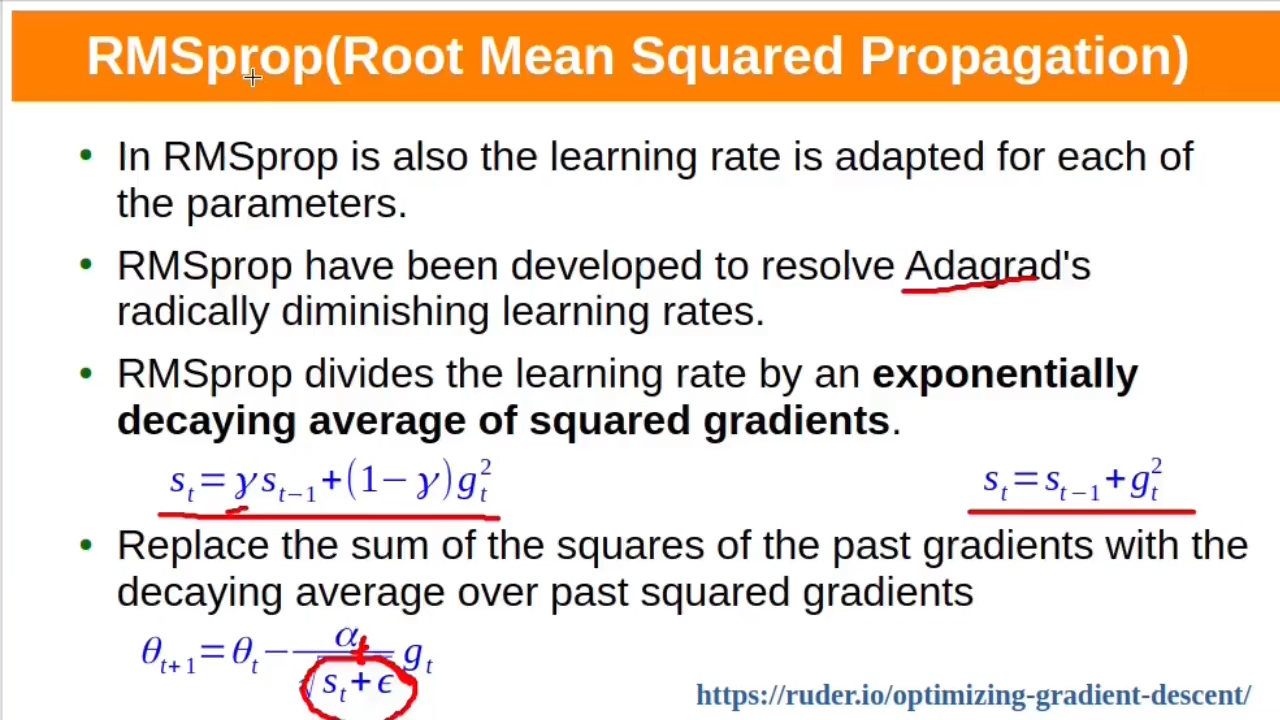 RMSprop(Root Mean Squared Propagation)
• In RMSprop is also the learning rate is adapted for each of
the parameters.
• RMSprop have been developed to resolve Adagrad's
radically diminishing learning rates.
• RMSprop divides the learning rate by an exponentially
decaying average of squared gradients.
s_t = γ s_{t−1} + (1 − γ) g_t^2    s_t = s_{t−1} + g_t^2
• Replace the sum of the squares of the past gradients with the
decaying average over past squared gradients
θ_{t+1} = θ_t − α / √(s_t + ϵ) g_t
https://ruder.io/optimizing-gradient-descent/